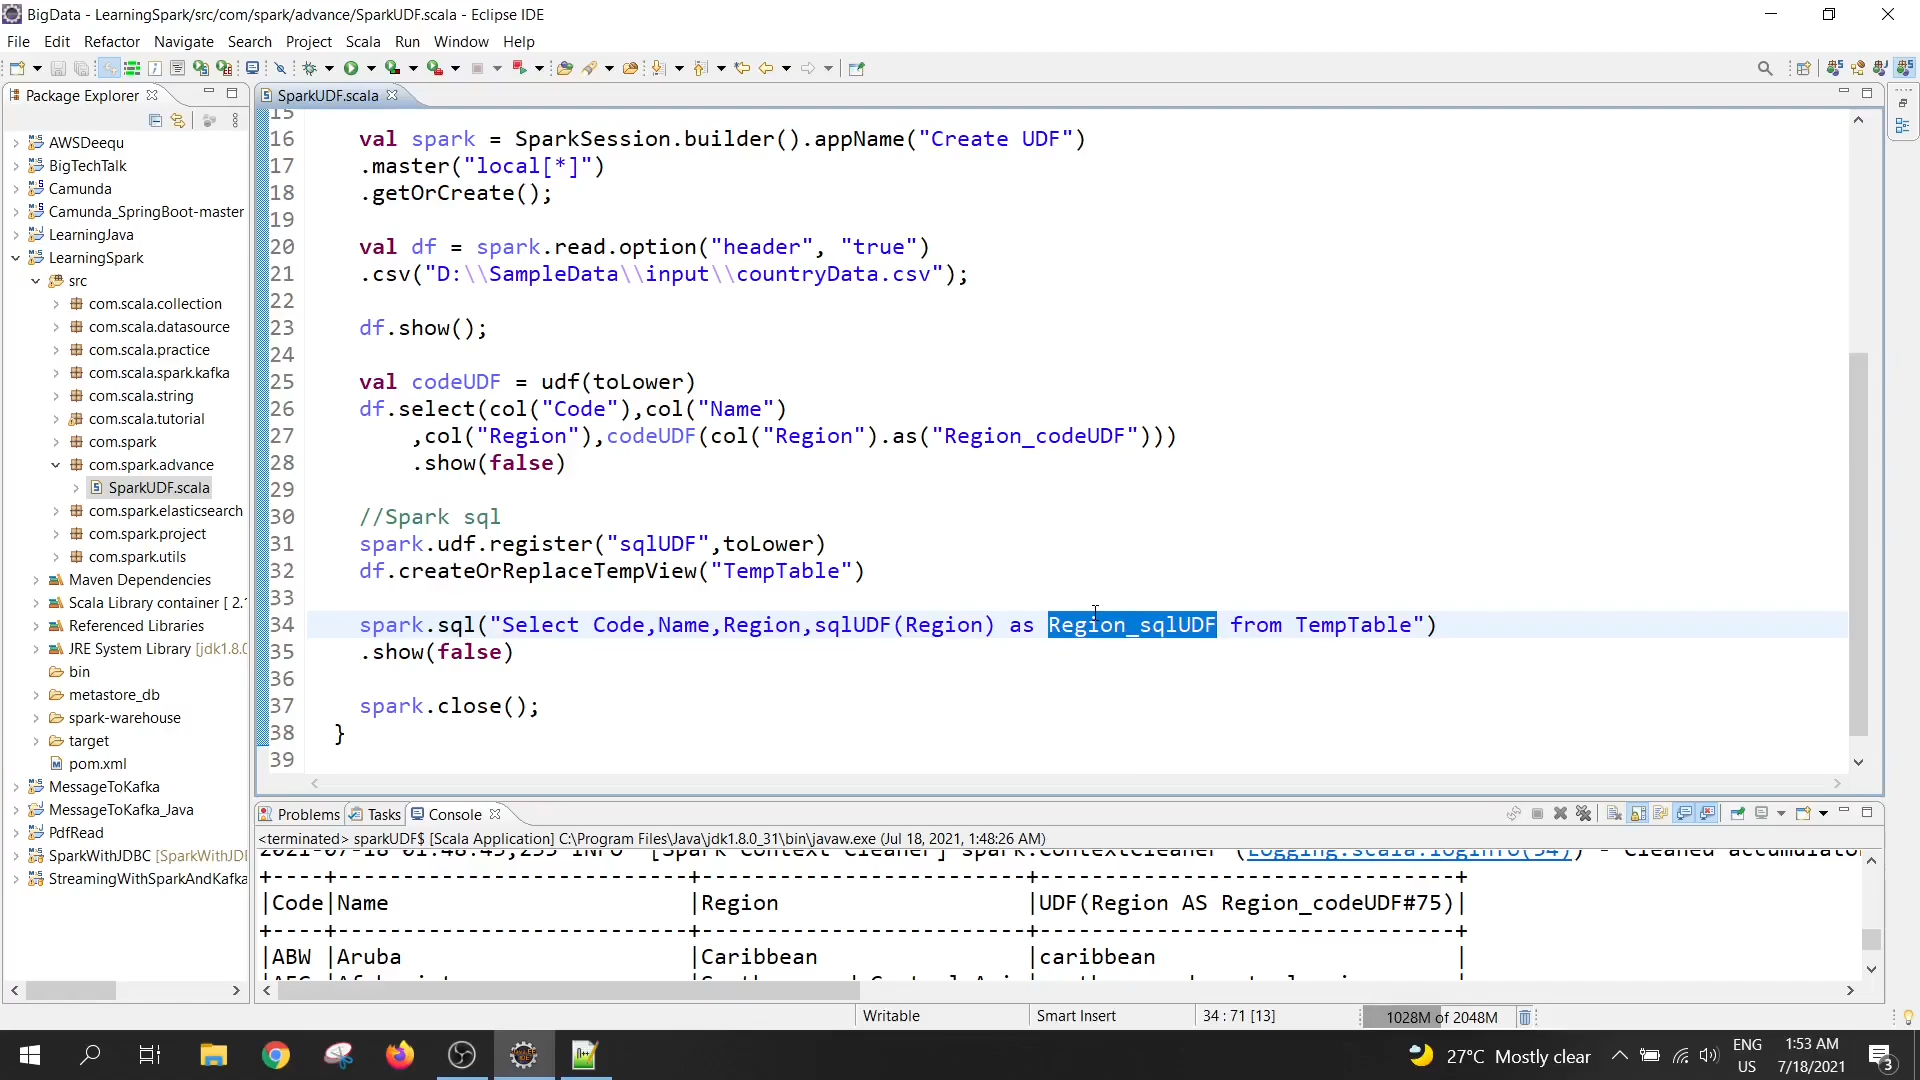 BigData - LearningSpark/src/com/spark/advance/SparkUDF.scala - Eclipse IDE
File Edit Refactor Navigate Search Project Scala Run Window Help
Package Explorer
AWSDeequ
BigTechTalk
Camunda
Camunda_SpringBoot-master
LearningJava
LearningSpark
src
com.scala.collection
com.scala.datasource
com.scala.practice
com.scala.spark.kafka
com.scala.string
com.scala.tutorial
com.spark
com.spark.advance
SparkUDF.scala
com.spark.elasticsearch
com.spark.project
com.spark.utils
Maven Dependencies
Scala Library container [ 2.
Referenced Libraries
JRE System Library [jdk1.8.0
bin
metastore_db
spark-warehouse
target
pom.xml
MessageToKafka
MessageToKafka_Java
PdfRead
SparkWithJDBC [SparkWithJD
StreamingWithSparkAndKafka
SparkUDF.scala
15
16 val spark = SparkSession.builder().appName("Create UDF")
17 .master("local[*]")
18 .getOrCreate();
19
20 val df = spark.read.option("header", "true")
21 .csv("D:\\SampleData\\input\\countryData.csv");
22
23 df.show();
24
25 val codeUDF = udf(toLower)
26 df.select(col("Code"),col("Name")
27 ,col("Region"),codeUDF(col("Region").as("Region_codeUDF")))
28 .show(false)
29
30 //Spark sql
31 spark.udf.register("sqlUDF",toLower)
32 df.createOrReplaceTempView("TempTable")
33
34 spark.sql("Select Code,Name,Region,sqlUDF(Region) as Region_sqlUDF from TempTable")
35 .show(false)
36
37 spark.close();
38 }
39
Problems Tasks Console
<terminated> sparkUDF$ [Scala Application] C:\Program Files\Java\jdk1.8.0_31\bin\javaw.exe (Jul 18, 2021, 1:48:26 AM)
+----+---------------------------+-------------------------+--------------------------------+
|Code|Name |Region |UDF(Region AS Region_codeUDF#75)|
+----+---------------------------+-------------------------+--------------------------------+
|ABW |Aruba |Caribbean |caribbean |
Writable Smart Insert 34 : 71 [13] 1028M of 2048M
27°C Mostly clear ENG US 1:53 AM 7/18/2021 3